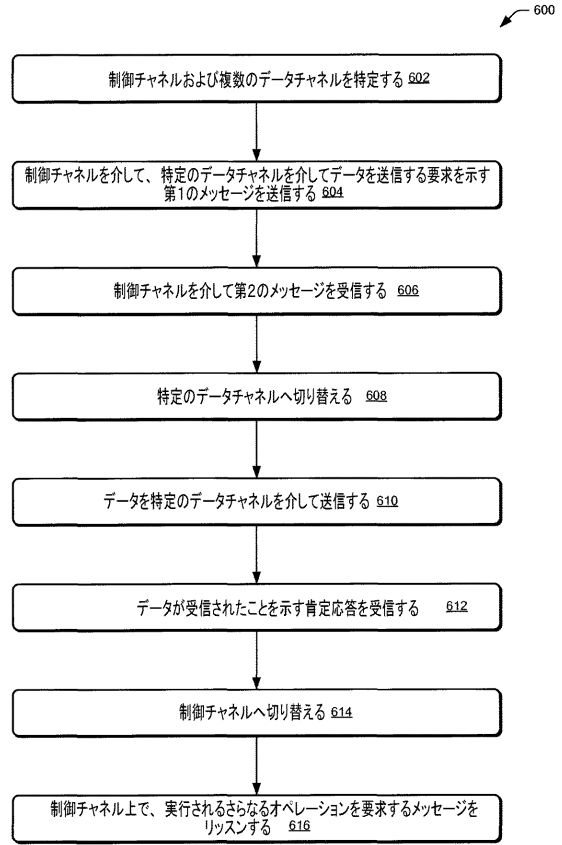 600
制御チャネルおよび複数のデータチャネルを特定する 602
制御チャネルを介して、特定のデータチャネルを介してデータを送信する要求を示す
第1のメッセージを送信する 604
制御チャネルを介して第2のメッセージを受信する 606
特定のデータチャネルへ切り替える 608
データを特定のデータチャネルを介して送信する 610
データが受信されたことを示す肯定応答を受信する 612
制御チャネルへ切り替える 614
制御チャネル上で、実行されるさらなるオペレーションを要求するメッセージを
リッスンする 616